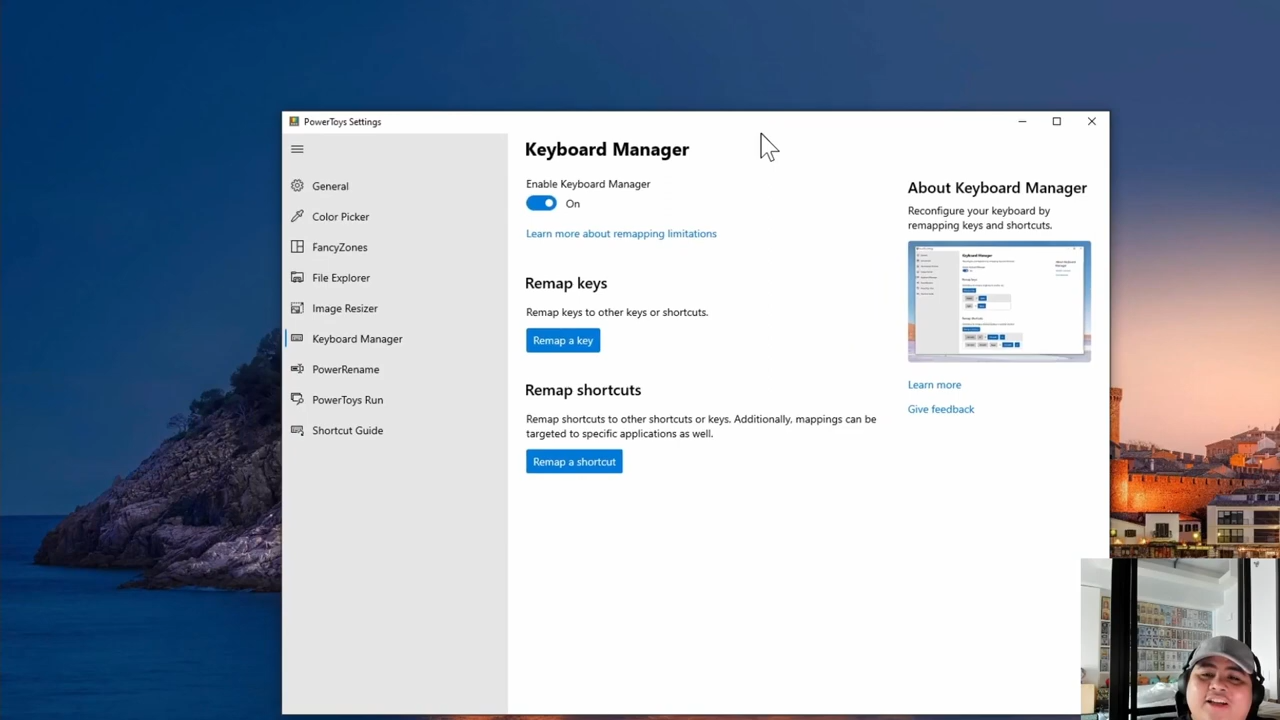 PowerToys Settings
General
Color Picker
FancyZones
File Explorer
Image Resizer
Keyboard Manager
PowerRename
PowerToys Run
Shortcut Guide
Keyboard Manager
Enable Keyboard Manager
On
Learn more about remapping limitations
Remap keys
Remap keys to other keys or shortcuts.
Remap a key
Remap shortcuts
Remap shortcuts to other shortcuts or keys. Additionally, mappings can be
targeted to specific applications as well.
Remap a shortcut
About Keyboard Manager
Reconfigure your keyboard by
remapping keys and shortcuts.
Learn more
Give feedback